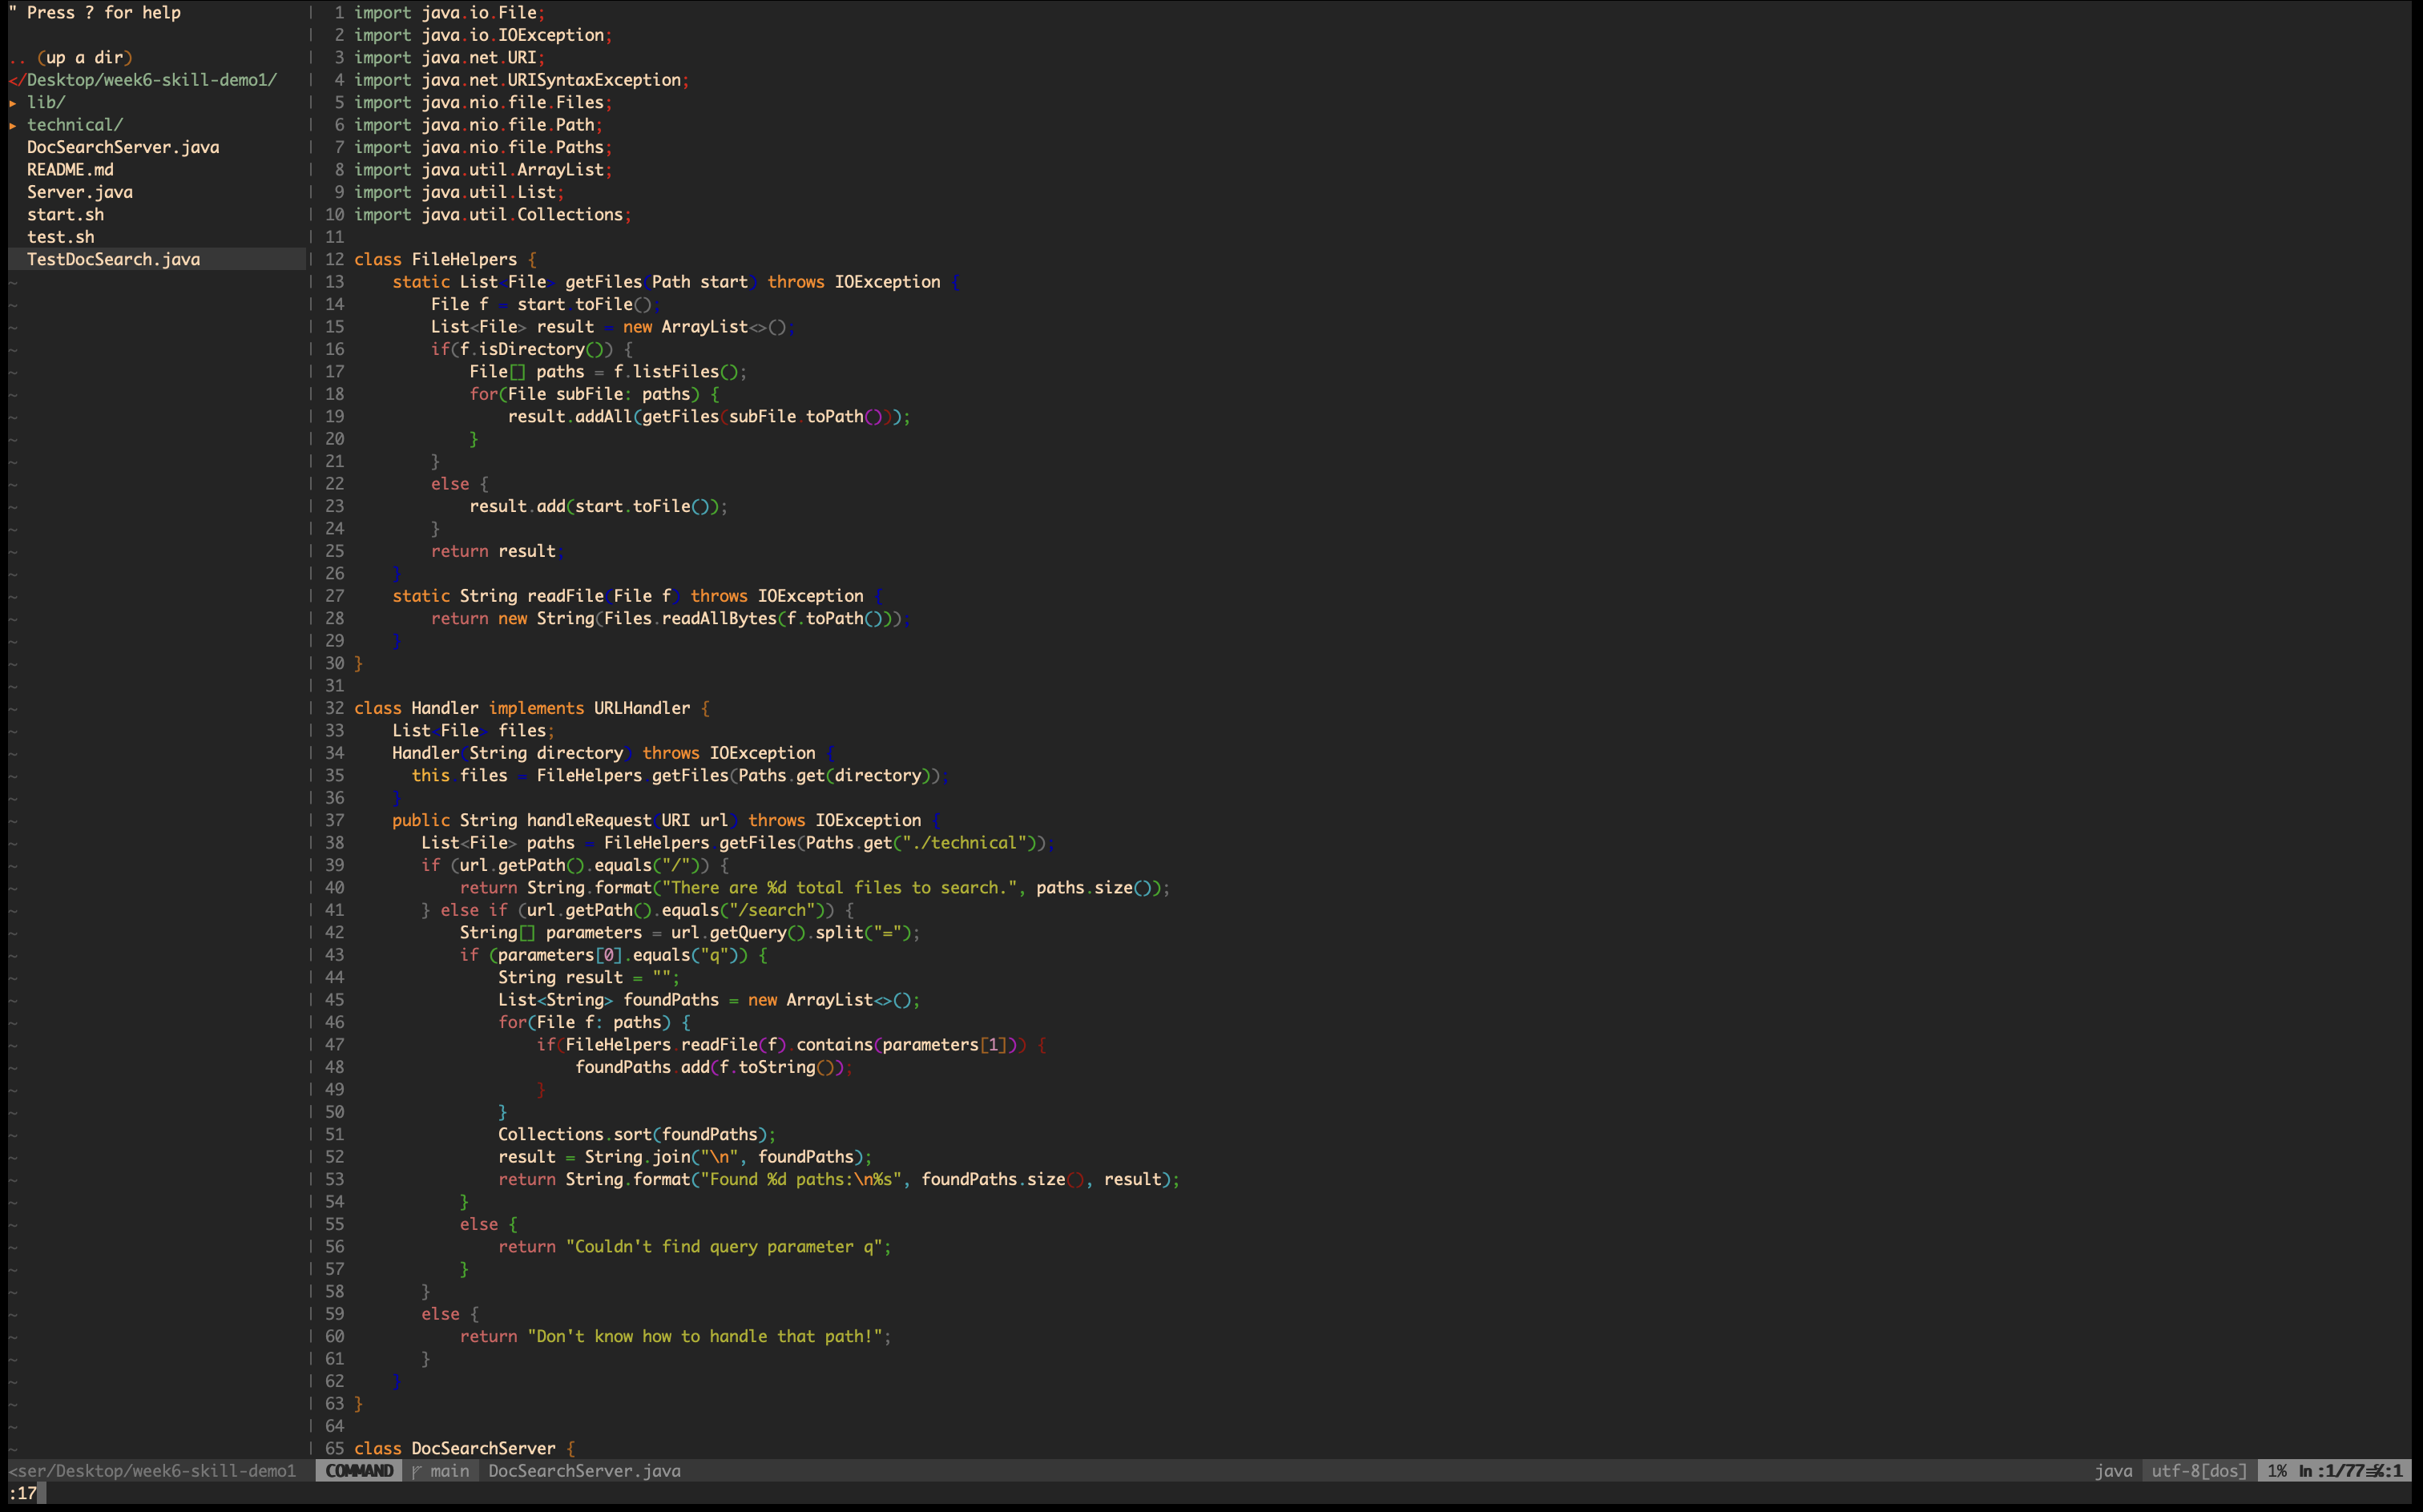 " Press ? for help
.. (up a dir)
</Desktop/week6-skill-demo1/
▸ lib/
▸ technical/
DocSearchServer.java
README.md
Server.java
start.sh
test.sh
TestDocSearch.java
<ser/Desktop/week6-skill-demo1
1 import java.io.File;
2 import java.io.IOException;
3 import java.net.URI;
4 import java.net.URISyntaxException;
5 import java.nio.file.Files;
6 import java.nio.file.Path;
7 import java.nio.file.Paths;
8 import java.util.ArrayList;
9 import java.util.List;
10 import java.util.Collections;
11
12 class FileHelpers {
13     static List<File> getFiles(Path start) throws IOException {
14         File f = start.toFile();
15         List<File> result = new ArrayList<>();
16         if(f.isDirectory()) {
17             File[] paths = f.listFiles();
18             for(File subFile: paths) {
19                 result.addAll(getFiles(subFile.toPath()));
20             }
21         }
22         else {
23             result.add(start.toFile());
24         }
25         return result;
26     }
27     static String readFile(File f) throws IOException {
28         return new String(Files.readAllBytes(f.toPath()));
29     }
30 }
31
32 class Handler implements URLHandler {
33     List<File> files;
34     Handler(String directory) throws IOException {
35       this.files = FileHelpers.getFiles(Paths.get(directory));
36     }
37     public String handleRequest(URI url) throws IOException {
38        List<File> paths = FileHelpers.getFiles(Paths.get("./technical"));
39        if (url.getPath().equals("/")) {
40            return String.format("There are %d total files to search.", paths.size());
41        } else if (url.getPath().equals("/search")) {
42            String[] parameters = url.getQuery().split("=");
43            if (parameters[0].equals("q")) {
44                String result = "";
45                List<String> foundPaths = new ArrayList<>();
46                for(File f: paths) {
47                    if(FileHelpers.readFile(f).contains(parameters[1])) {
48                        foundPaths.add(f.toString());
49                    }
50                }
51                Collections.sort(foundPaths);
52                result = String.join("\n", foundPaths);
53                return String.format("Found %d paths:\n%s", foundPaths.size(), result);
54            }
55            else {
56                return "Couldn't find query parameter q";
57            }
58        }
59        else {
60            return "Don't know how to handle that path!";
61        }
62     }
63 }
64
65 class DocSearchServer {
COMMAND main DocSearchServer.java java utf-8[dos] 1% ln :1/77≡℅:1
:17